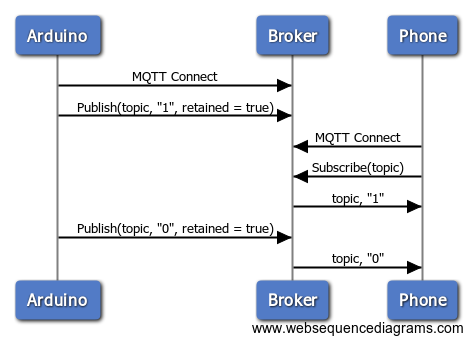 Arduino Broker Phone
MQTT Connect
Publish(topic, "1", retained = true)
MQTT Connect
Subscribe(topic)
topic, "1"
Publish(topic, "0", retained = true)
topic, "0"
Arduino Broker Phone
www.websequencediagrams.com